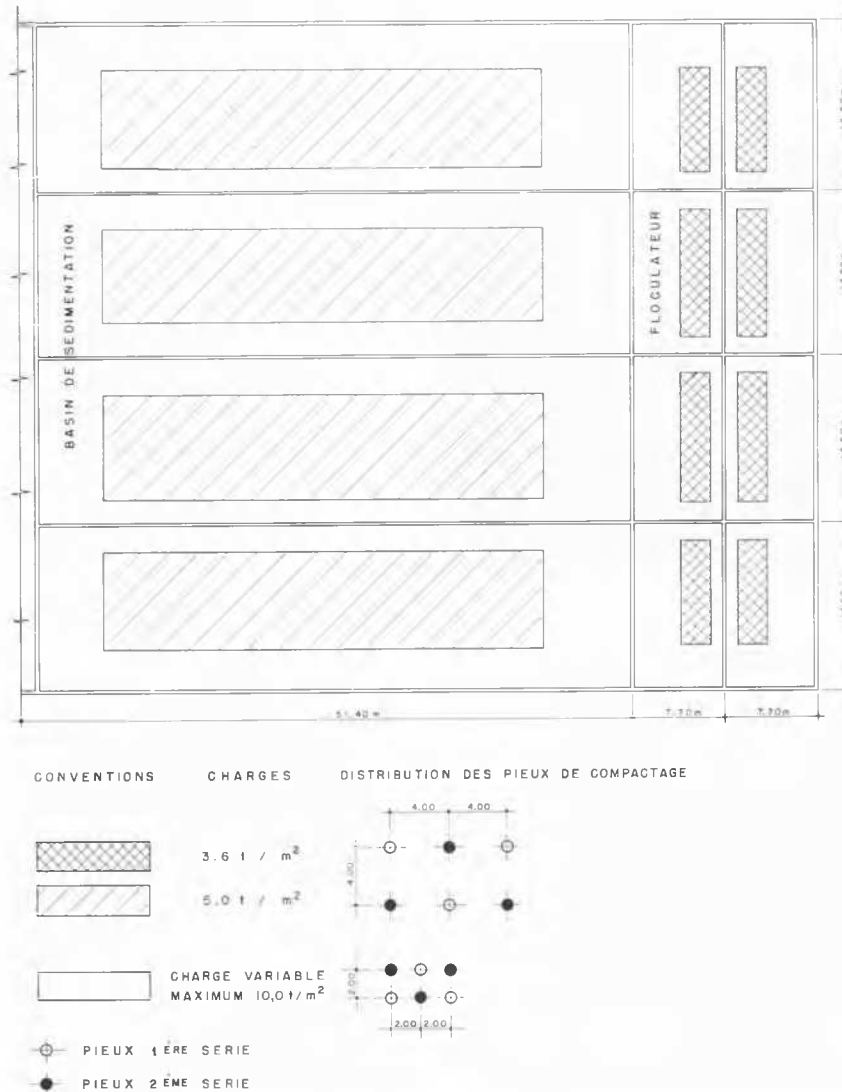 BASIN DE SEDIMENTATION
FLOGULATEUR
51.40 m
7.70m
7.70m
CONVENTIONS
CHARGES
DISTRIBUTION DES PIEUX DE COMPACTAGE
4.00
4.00
3.6 t / m²
4.00
5.0 t / m²
CHARGE VARIABLE
MAXIMUM 10,0 t/m²
2.00
2.00
2.00
PIEUX 1ÈRE SERIE
PIEUX 2ÈME SERIE